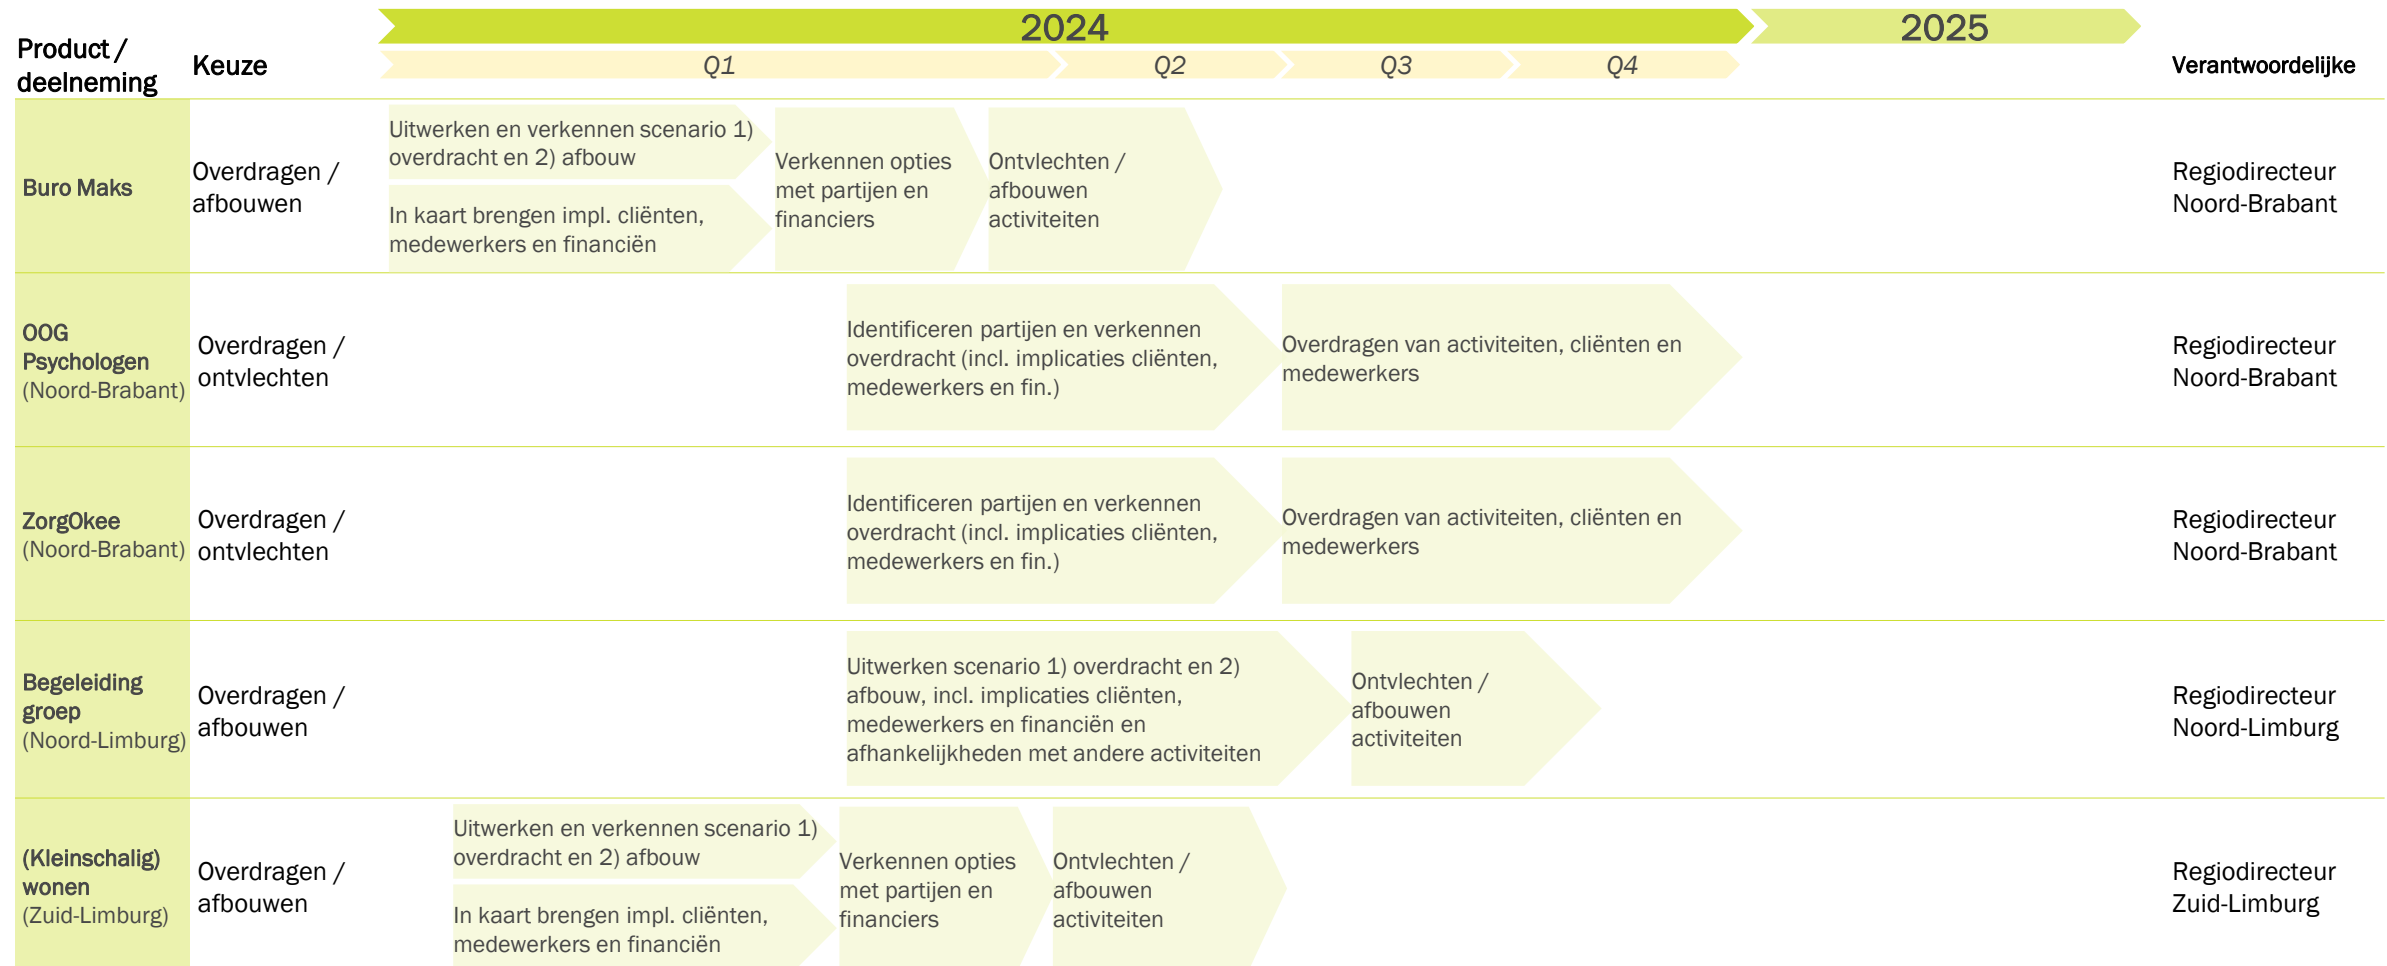 2024
2025
Product /
deelneming
Keuze
Q1
Q2
Q3
Q4
Verantwoordelijke
Buro Maks
Overdragen /
afbouwen
Uitwerken en verkennen scenario 1)
overdracht en 2) afbouw
In kaart brengen impl. cliënten,
medewerkers en financiën
Verkennen opties
met partijen en
financiers
Ontvlechten /
afbouwen
activiteiten
Regiodirecteur
Noord-Brabant
OOG
Psychologen
(Noord-Brabant)
Overdragen /
ontvlechten
Identificeren partijen en verkennen
overdracht (incl. implicaties cliënten,
medewerkers en fin.)
Overdragen van activiteiten, cliënten en
medewerkers
Regiodirecteur
Noord-Brabant
ZorgOkee
(Noord-Brabant)
Overdragen /
ontvlechten
Identificeren partijen en verkennen
overdracht (incl. implicaties cliënten,
medewerkers en fin.)
Overdragen van activiteiten, cliënten en
medewerkers
Regiodirecteur
Noord-Brabant
Begeleiding
groep
(Noord-Limburg)
Overdragen /
afbouwen
Uitwerken scenario 1) overdracht en 2)
afbouw, incl. implicaties cliënten,
medewerkers en financiën en
afhankelijkheden met andere activiteiten
Ontvlechten /
afbouwen
activiteiten
Regiodirecteur
Noord-Limburg
(Kleinschalig)
wonen
(Zuid-Limburg)
Overdragen /
afbouwen
Uitwerken en verkennen scenario 1)
overdracht en 2) afbouw
In kaart brengen impl. cliënten,
medewerkers en financiën
Verkennen opties
met partijen en
financiers
Ontvlechten /
afbouwen
activiteiten
Regiodirecteur
Zuid-Limburg